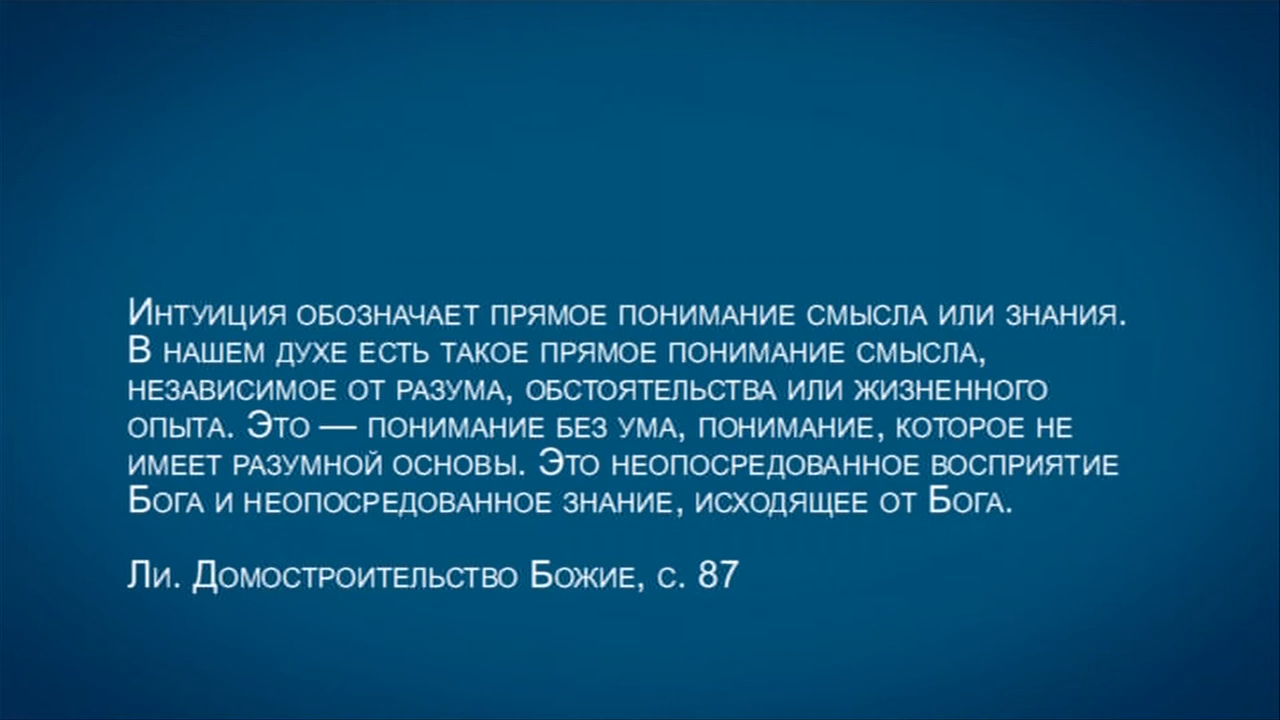 Интуиция обозначает прямое понимание смысла или знания.
В нашем духе есть такое прямое понимание смысла,
независимое от разума, обстоятельства или жизненного
опыта. Это — понимание без ума, понимание, которое не
имеет разумной основы. Это неопосредованное восприятие
Бога и неопосредованное знание, исходящее от Бога.
Ли. Домостроительство Божие, с. 87